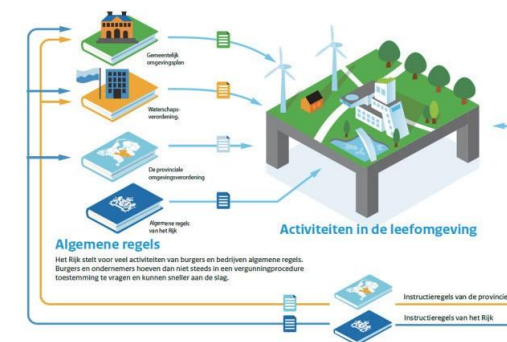 Gemeentelijk
omgevingsplan
Waterschaps-
verordening.
De provinciale
omgevingsverordening
Algemene regels
van het Rijk
Activiteiten in de leefomgeving
Algemene regels
Het Rijk stelt voor veel activiteiten van burgers en bedrijven algemene regels.
Burgers en ondernemers hoeven dan niet steeds in een vergunningprocedure
toestemming te vragen en kunnen sneller aan de slag.
Instructieregels van de provincie
Instructieregels van het Rijk